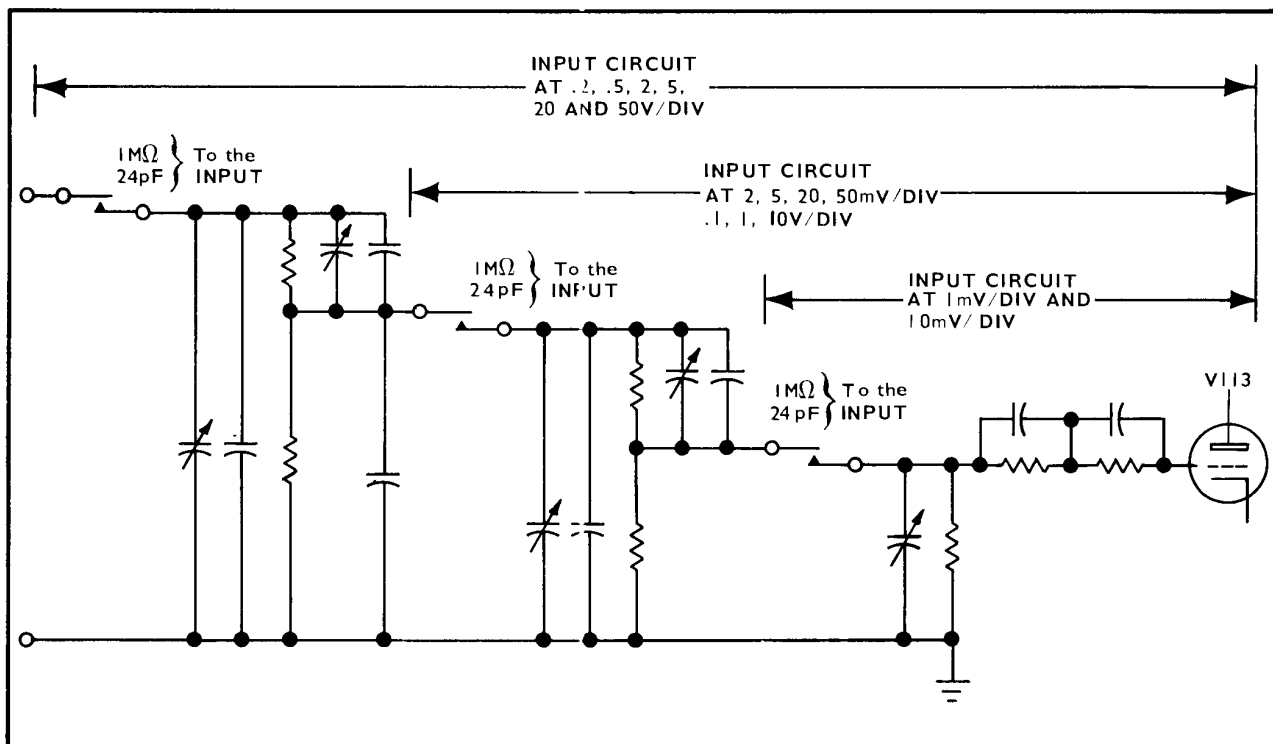 INPUT CIRCUIT
AT .2, .5, 2, 5,
20 AND 50V/DIV
1MΩ
24pF } To the
INPUT
INPUT CIRCUIT
AT 2, 5, 20, 50mV/DIV
.1, 1, 10V/DIV
1MΩ
24pF } To the
INPUT
INPUT CIRCUIT
AT 1mV/DIV AND
10mV/DIV
1MΩ
24pF } To the
INPUT
V113